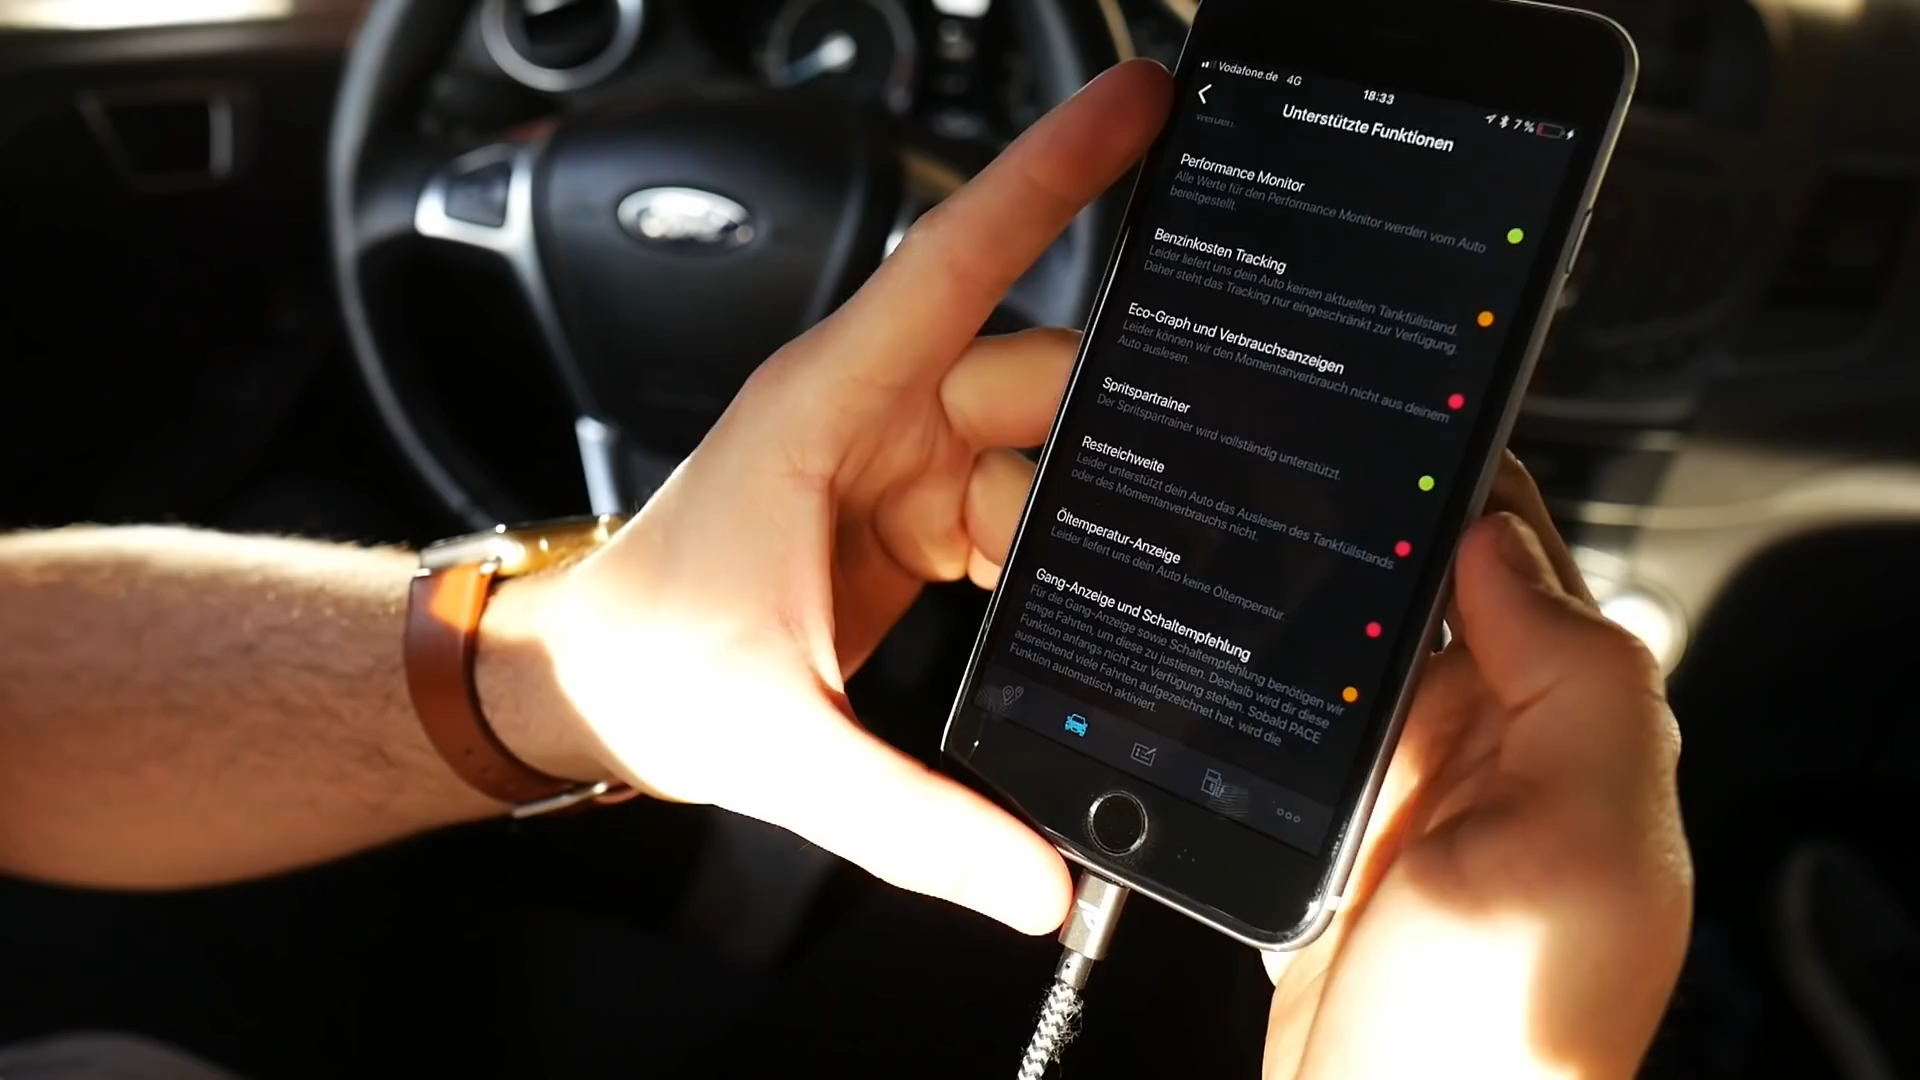 Vodafone.de 4G
18:33
7 %
Unterstützte Funktionen
werden.
Performance Monitor
Alle Werte für den Performance Monitor werden vom Auto
bereitgestellt.
Benzinkosten Tracking
Leider liefert uns dein Auto keinen aktuellen Tankfüllstand.
Daher steht das Tracking nur eingeschränkt zur Verfügung.
Eco-Graph und Verbrauchsanzeigen
Leider können wir den Momentanverbrauch nicht aus deinem
Auto auslesen.
Spritspartrainer
Der Spritspartrainer wird vollständig unterstützt.
Restreichweite
Leider unterstützt dein Auto das Auslesen des Tankfüllstands
oder des Momentanverbrauchs nicht.
Öltemperatur-Anzeige
Leider liefert uns dein Auto keine Öltemperatur.
Gang-Anzeige und Schaltempfehlung
Für die Gang-Anzeige sowie Schaltempfehlung benötigen wir
einige Fahrten, um diese zu justieren. Deshalb wird dir diese
Funktion anfangs nicht zur Verfügung stehen. Sobald PACE
ausreichend viele Fahrten aufgezeichnet hat, wird die
Funktion automatisch aktiviert.
Ford